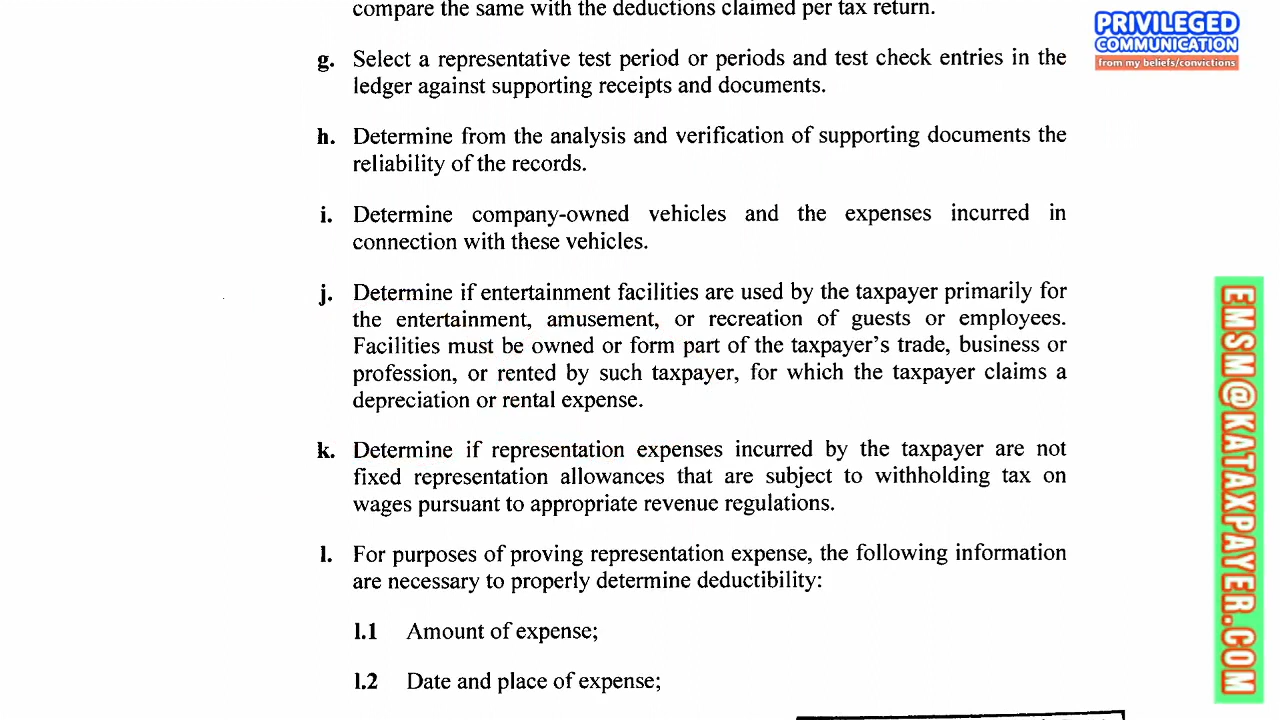 compare the same with the deductions claimed per tax return.
PRIVILEGED
COMMUNICATION
from my beliefs/convictions
g. Select a representative test period or periods and test check entries in the
ledger against supporting receipts and documents.
h. Determine from the analysis and verification of supporting documents the
reliability of the records.
i. Determine company-owned vehicles and the expenses incurred in
connection with these vehicles.
j. Determine if entertainment facilities are used by the taxpayer primarily for
the entertainment, amusement, or recreation of guests or employees.
Facilities must be owned or form part of the taxpayer's trade, business or
profession, or rented by such taxpayer, for which the taxpayer claims a
depreciation or rental expense.
k. Determine if representation expenses incurred by the taxpayer are not
fixed representation allowances that are subject to withholding tax on
wages pursuant to appropriate revenue regulations.
l. For purposes of proving representation expense, the following information
are necessary to properly determine deductibility:
l.1 Amount of expense;
l.2 Date and place of expense;
EMSM@KATAXPAYER.COM